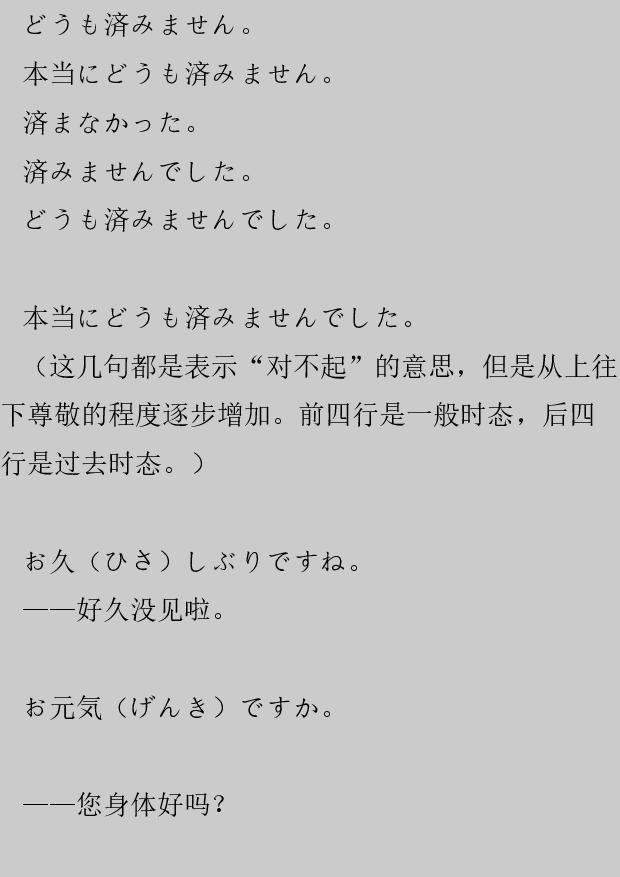 どうも済みません。
本当にどうも済みません。
済まなかった。
済みませんでした。
どうも済みませんでした。
本当にどうも済みませんでした。
（这几句都是表示“对不起”的意思，但是从上往
下尊敬的程度逐步增加。前四行是一般时态，后四
行是过去时态。）
お久（ひさ）しぶりですね。
——好久没见啦。
お元気（げんき）ですか。
——您身体好吗？